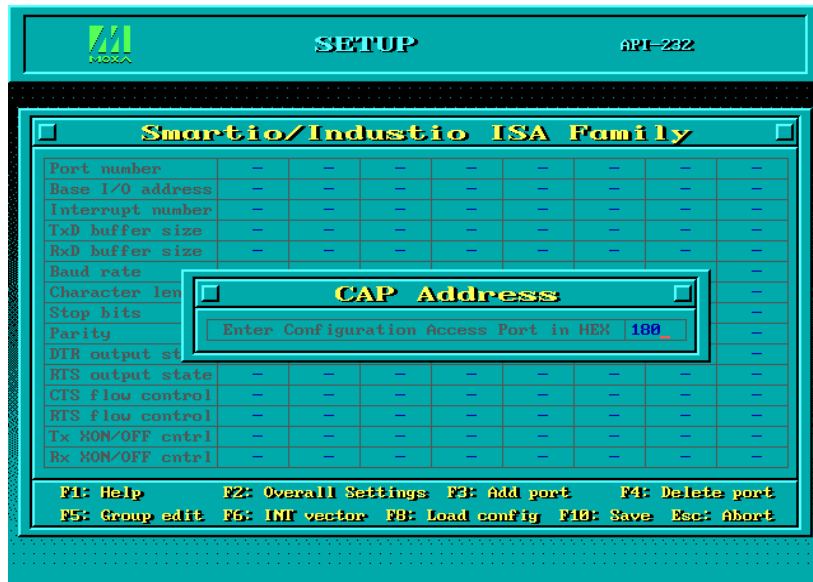 MOXA
SETUP
API-232
Smartio/Industio ISA Family
Port number - - - - - - - -
Base I/O address - - - - - - - -
Interrupt number - - - - - - - -
TxD buffer size - - - - - - - -
RxD buffer size - - - - - - - -
Baud rate -
Character len -
Stop bits -
Parity -
DTR output st -
CAP Address
Enter Configuration Access Port in HEX 180_
RTS output state - - - - - - - -
CTS flow control - - - - - - - -
RTS flow control - - - - - - - -
Tx XON/OFF cntrl - - - - - - - -
Rx XON/OFF cntrl - - - - - - - -
F1: Help F2: Overall Settings F3: Add port F4: Delete port
F5: Group edit F6: INT vector F8: Load config F10: Save Esc: Abort